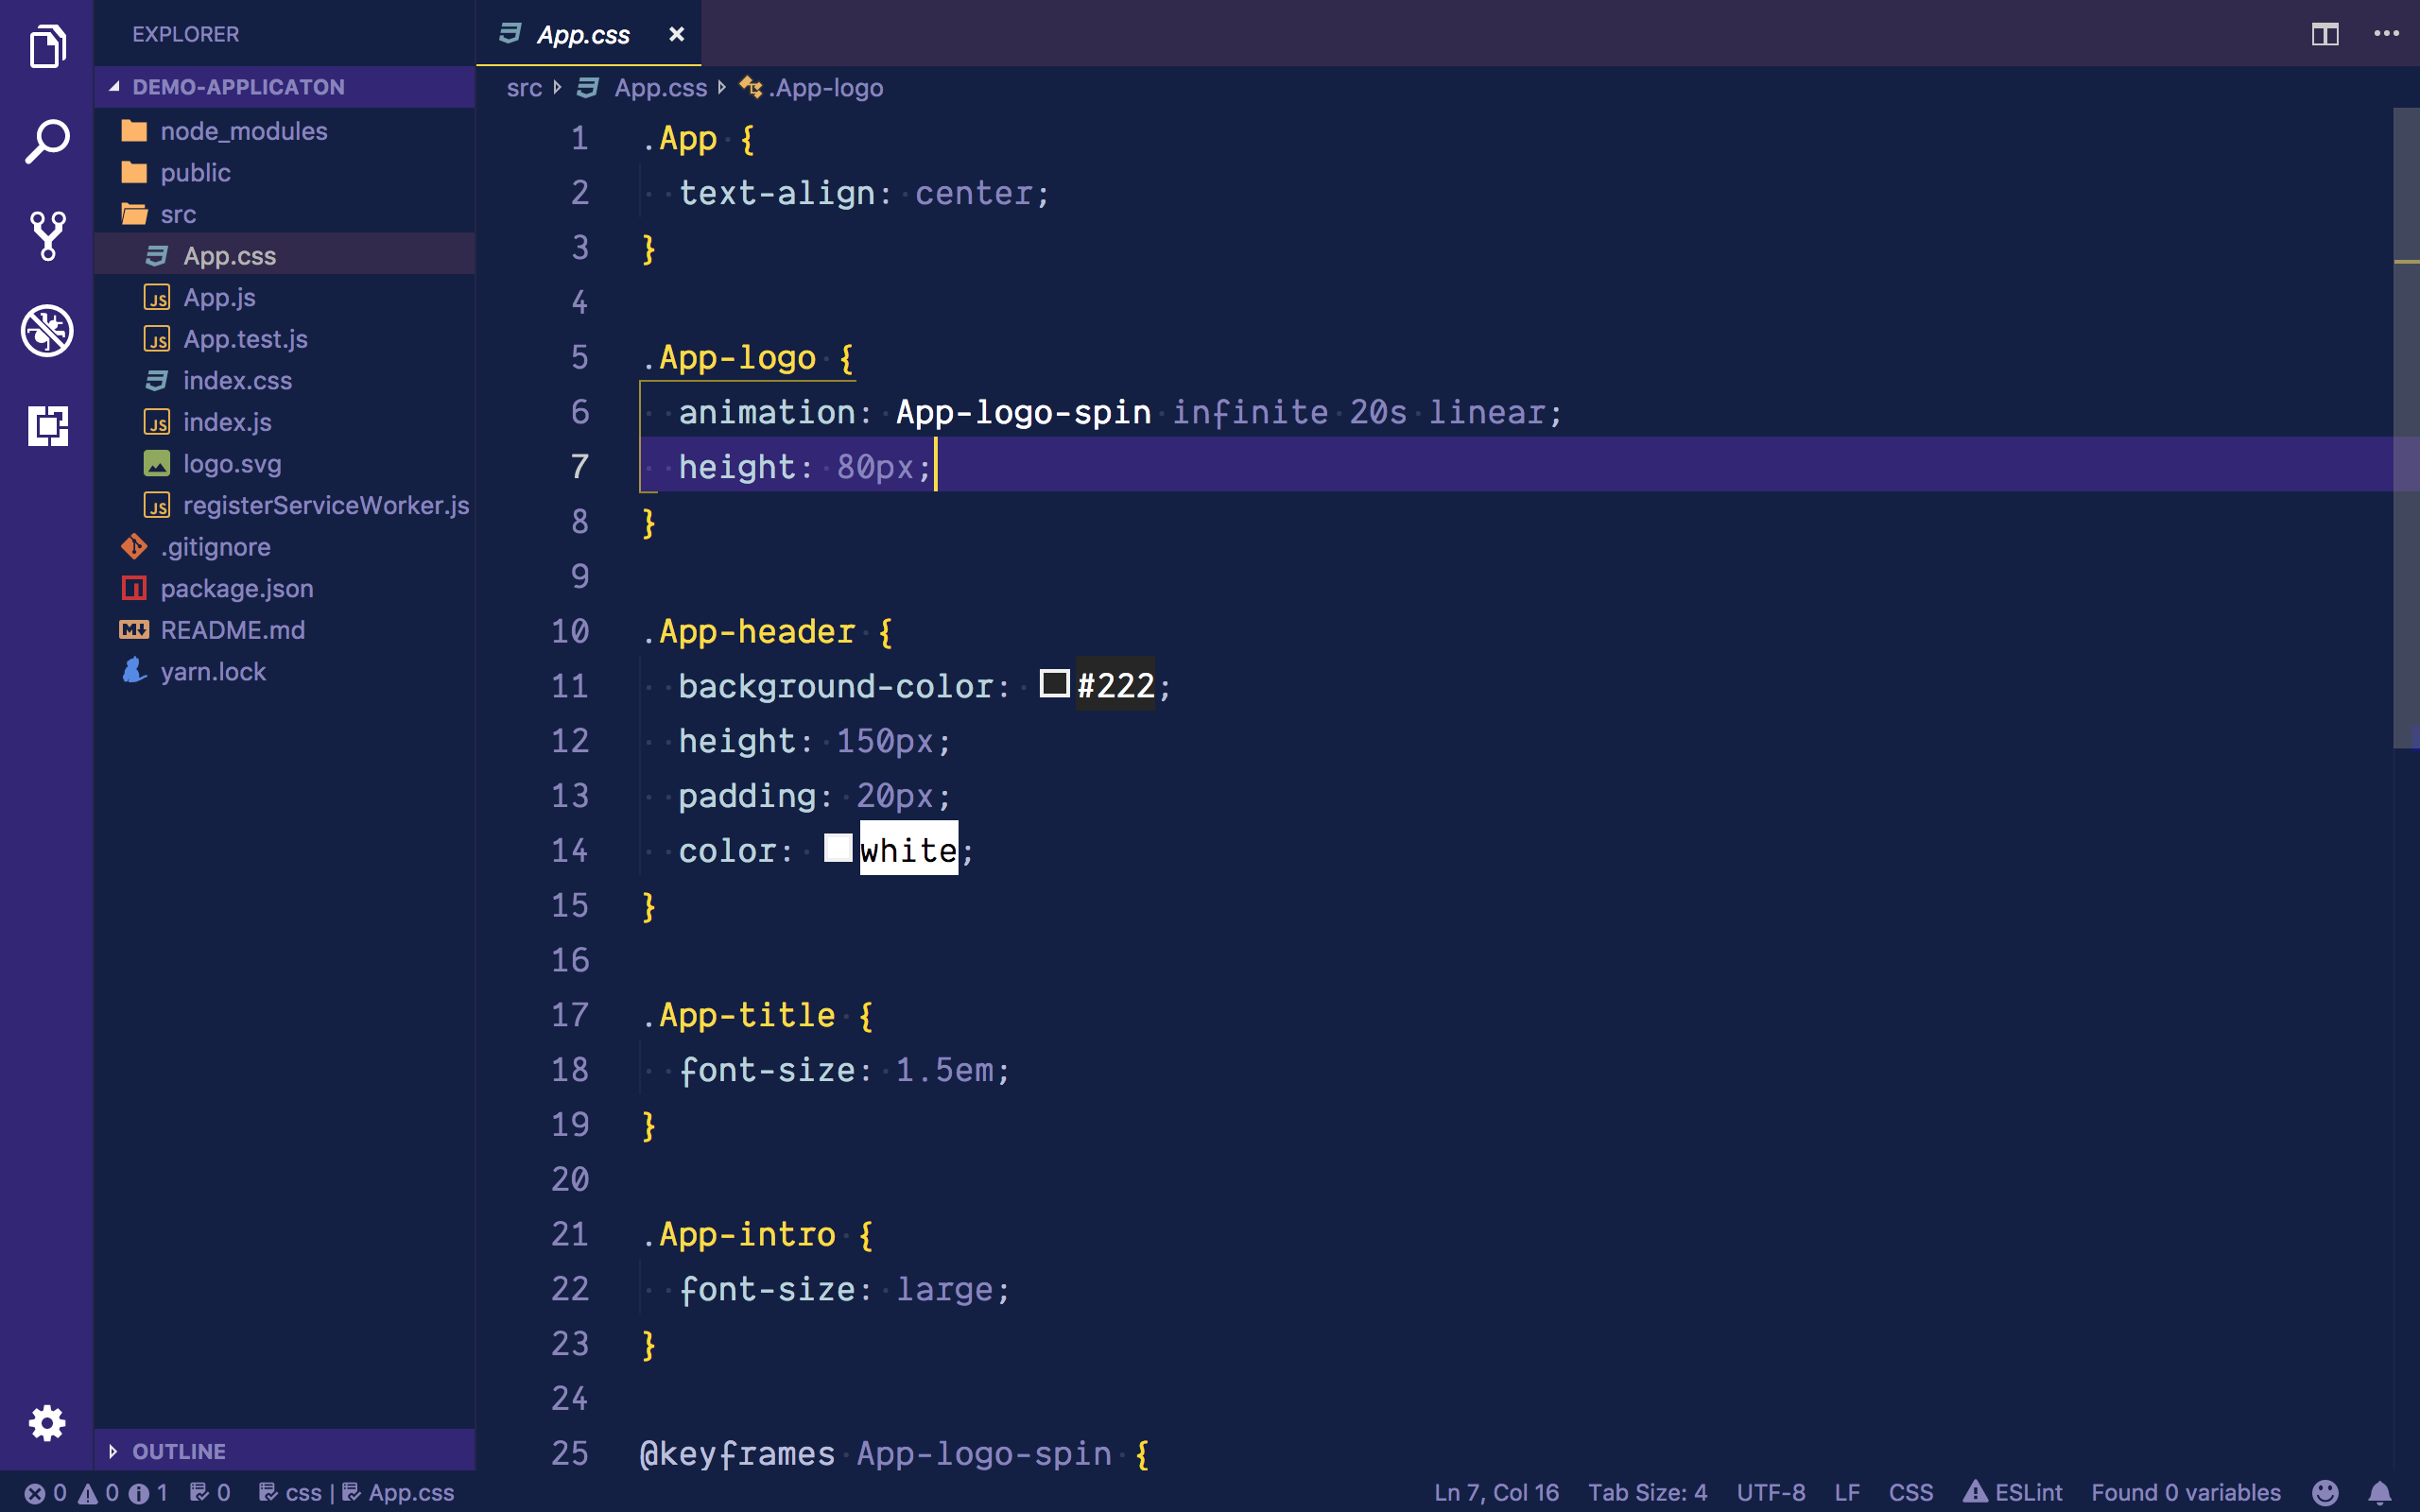 EXPLORER
DEMO-APPLICATON
node_modules
public
src
App.css
JS App.js
JS App.test.js
index.css
JS index.js
logo.svg
JS registerServiceWorker.js
.gitignore
package.json
README.md
yarn.lock
OUTLINE
App.css
src App.css .App-logo
1 .App {
2 text-align: center;
3 }
4
5 .App-logo {
6 animation: App-logo-spin infinite 20s linear;
7 height: 80px;
8 }
9
10 .App-header {
11 background-color: #222;
12 height: 150px;
13 padding: 20px;
14 color: white;
15 }
16
17 .App-title {
18 font-size: 1.5em;
19 }
20
21 .App-intro {
22 font-size: large;
23 }
24
25 @keyframes App-logo-spin {
0 0 1 0 css | App.css Ln 7, Col 16 Tab Size: 4 UTF-8 LF CSS ESLint Found 0 variables